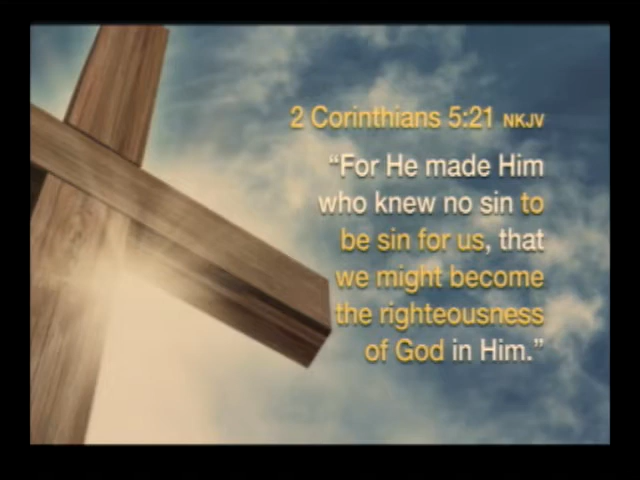 2 Corinthians 5:21 NKJV
“For He made Him
who knew no sin to
be sin for us, that
we might become
the righteousness
of God in Him.”